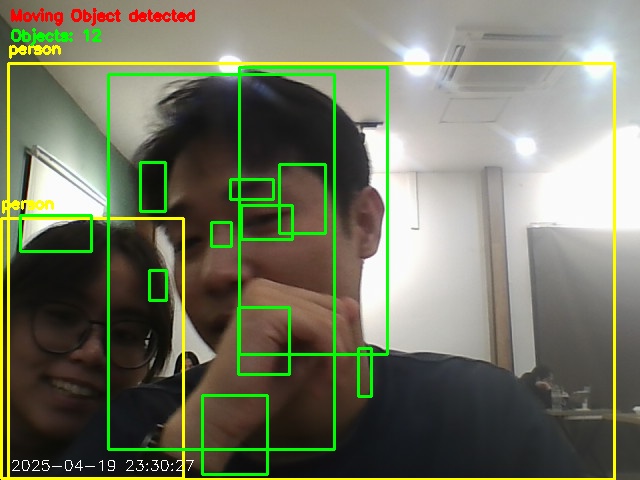 Moving Object detected
Objects: 12
person
person
2025-04-19 23:30:27